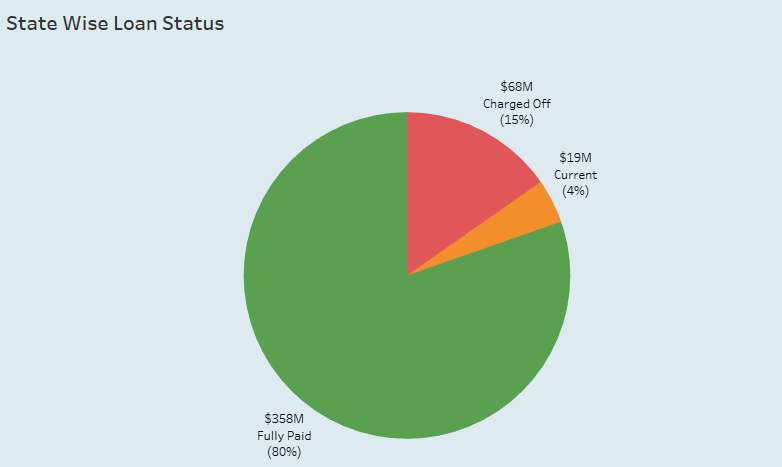 State Wise Loan Status
$68M
Charged Off
(15%)
$19M
Current
(4%)
$358M
Fully Paid
(80%)